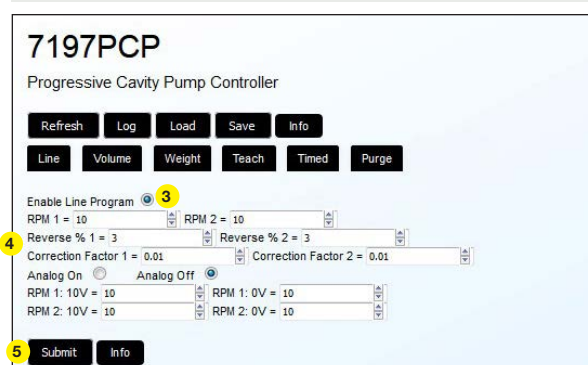 7197PCP
Progressive Cavity Pump Controller
Refresh Log Load Save Info
Line Volume Weight Teach Timed Purge
Enable Line Program 3
RPM 1 = 10 RPM 2 = 10
4 Reverse % 1 = 3 Reverse % 2 = 3
Correction Factor 1 = 0.01 Correction Factor 2 = 0.01
Analog On Analog Off
RPM 1: 10V = 10 RPM 1: 0V = 10
RPM 2: 10V = 10 RPM 2: 0V = 10
5 Submit Info